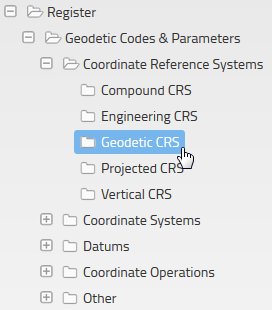 Register
Geodetic Codes & Parameters
Coordinate Reference Systems
Compound CRS
Engineering CRS
Geodetic CRS
Projected CRS
Vertical CRS
Coordinate Systems
Datums
Coordinate Operations
Other